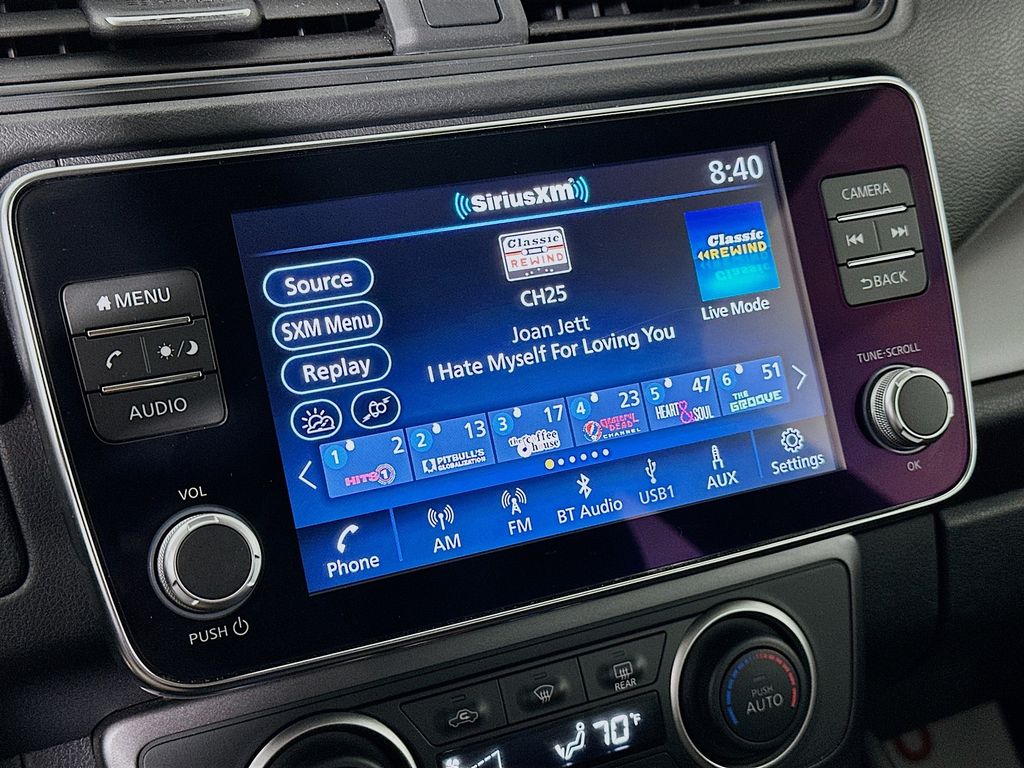 ((SiriusXm))
8:40
CAMERA
BACK
TUNE·SCROLL
OK
MENU
AUDIO
VOL
PUSH
Source
SXM Menu
Replay
Classic
REWIND
CH25
Joan Jett
I Hate Myself For Loving You
Classic
REWIND
Live Mode
1 2
HITS1
2 13
PITBULL'S
GLOBALIZATION
3 17
the coffee
house
4 23
GRATEFUL
DEAD
CHANNEL
5 47
HEART & SOUL
6 51
THE
GROOVE
Phone
AM
FM
BT Audio
USB1
AUX
Settings
REAR
70°F
PUSH
AUTO